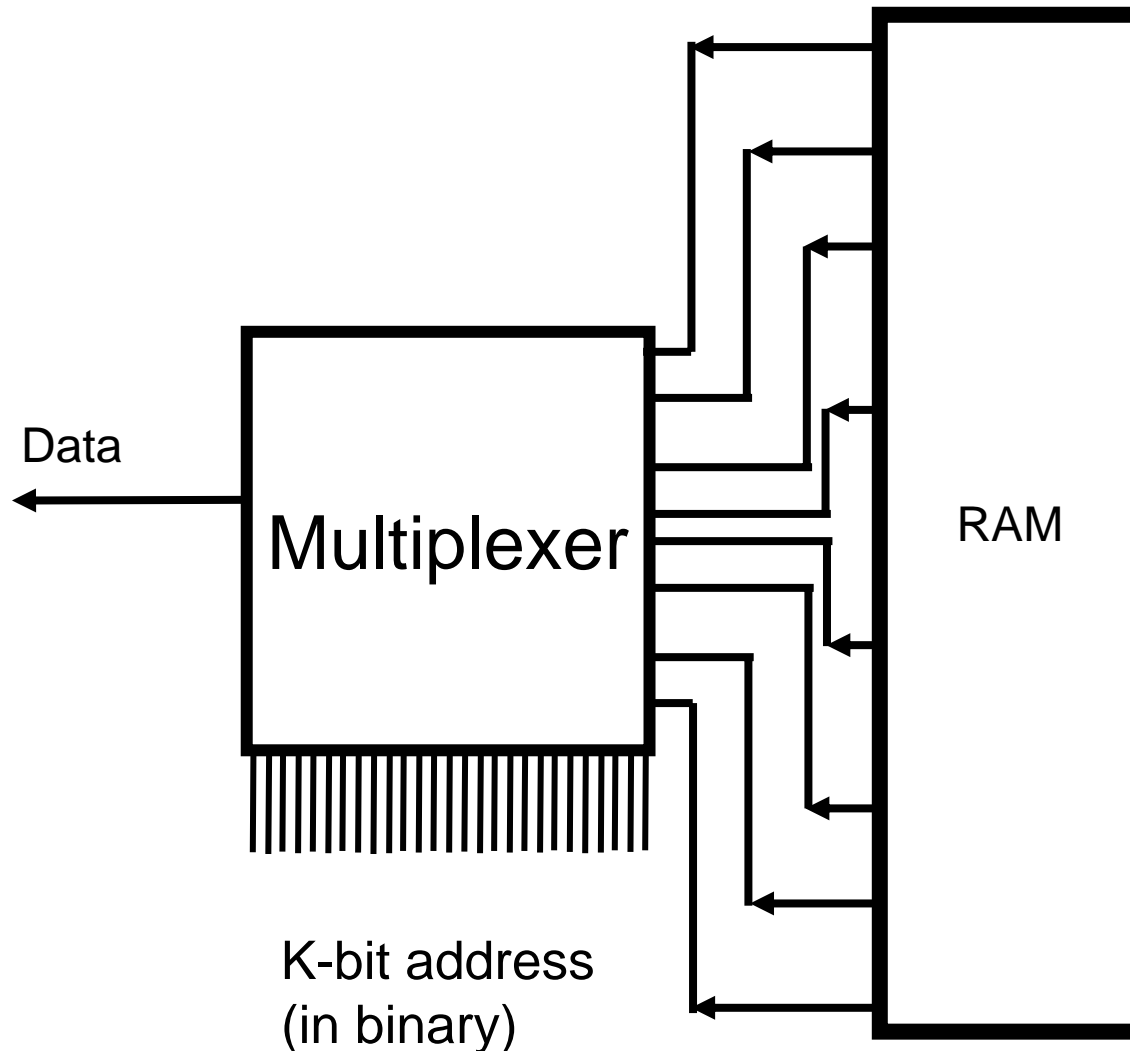 Data
Multiplexer
RAM
K-bit address
(in binary)